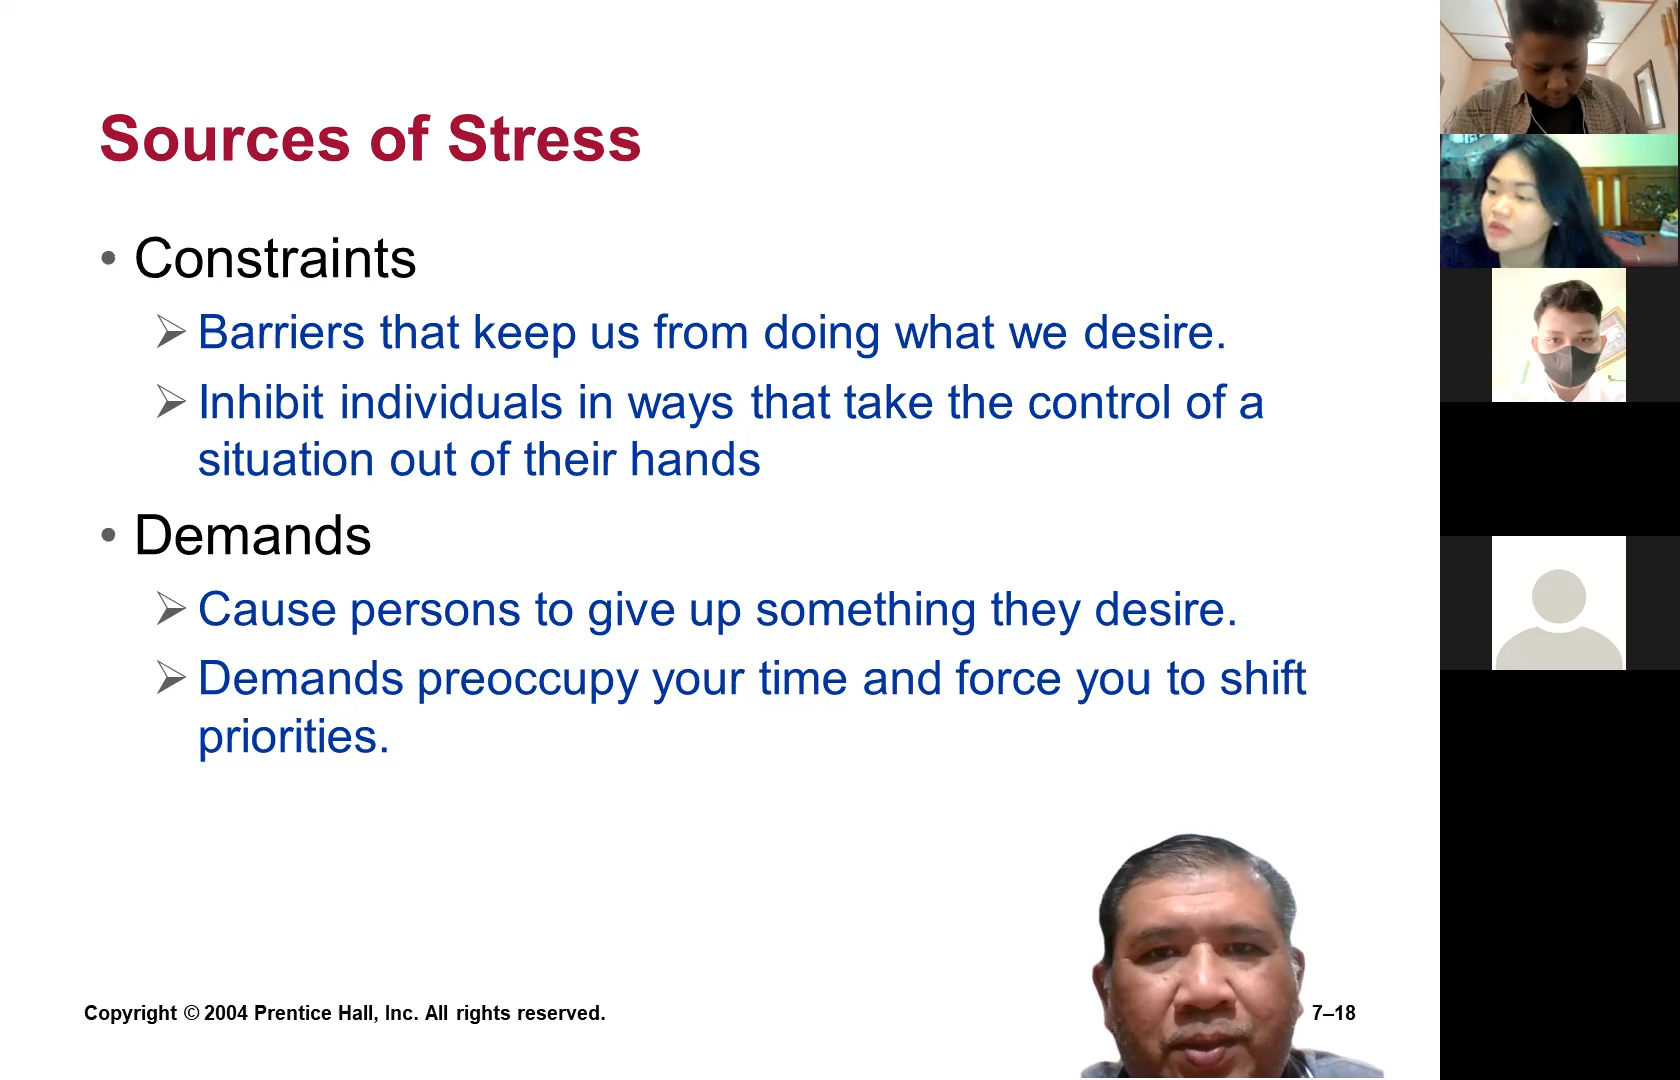 Sources of Stress
• Constraints
➢ Barriers that keep us from doing what we desire.
➢ Inhibit individuals in ways that take the control of a
situation out of their hands
• Demands
➢ Cause persons to give up something they desire.
➢ Demands preoccupy your time and force you to shift
priorities.
Copyright © 2004 Prentice Hall, Inc. All rights reserved.
7–18